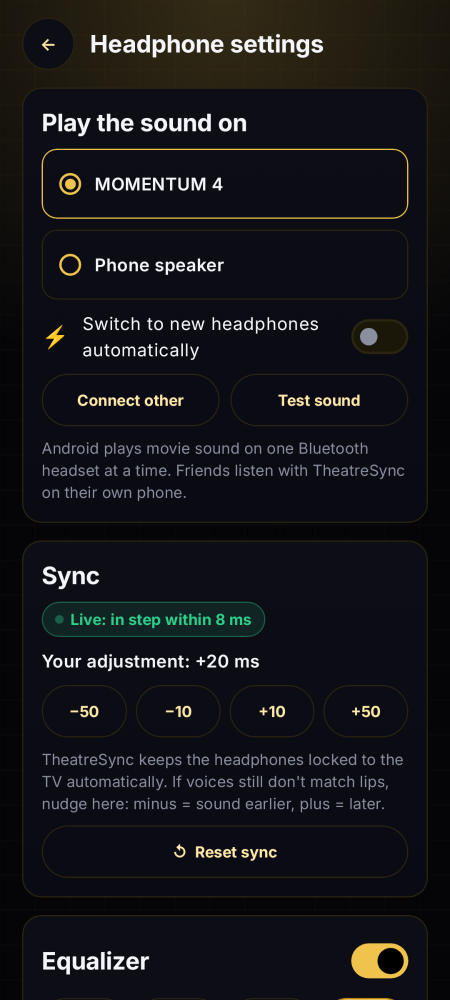 Headphone settings
Play the sound on
MOMENTUM 4
Phone speaker
Switch to new headphones
automatically
Connect other
Test sound
Android plays movie sound on one Bluetooth
headset at a time. Friends listen with TheatreSync
on their own phone.
Sync
Live: in step within 8 ms
Your adjustment: +20 ms
−50
−10
+10
+50
TheatreSync keeps the headphones locked to the
TV automatically. If voices still don't match lips,
nudge here: minus = sound earlier, plus = later.
Reset sync
Equalizer